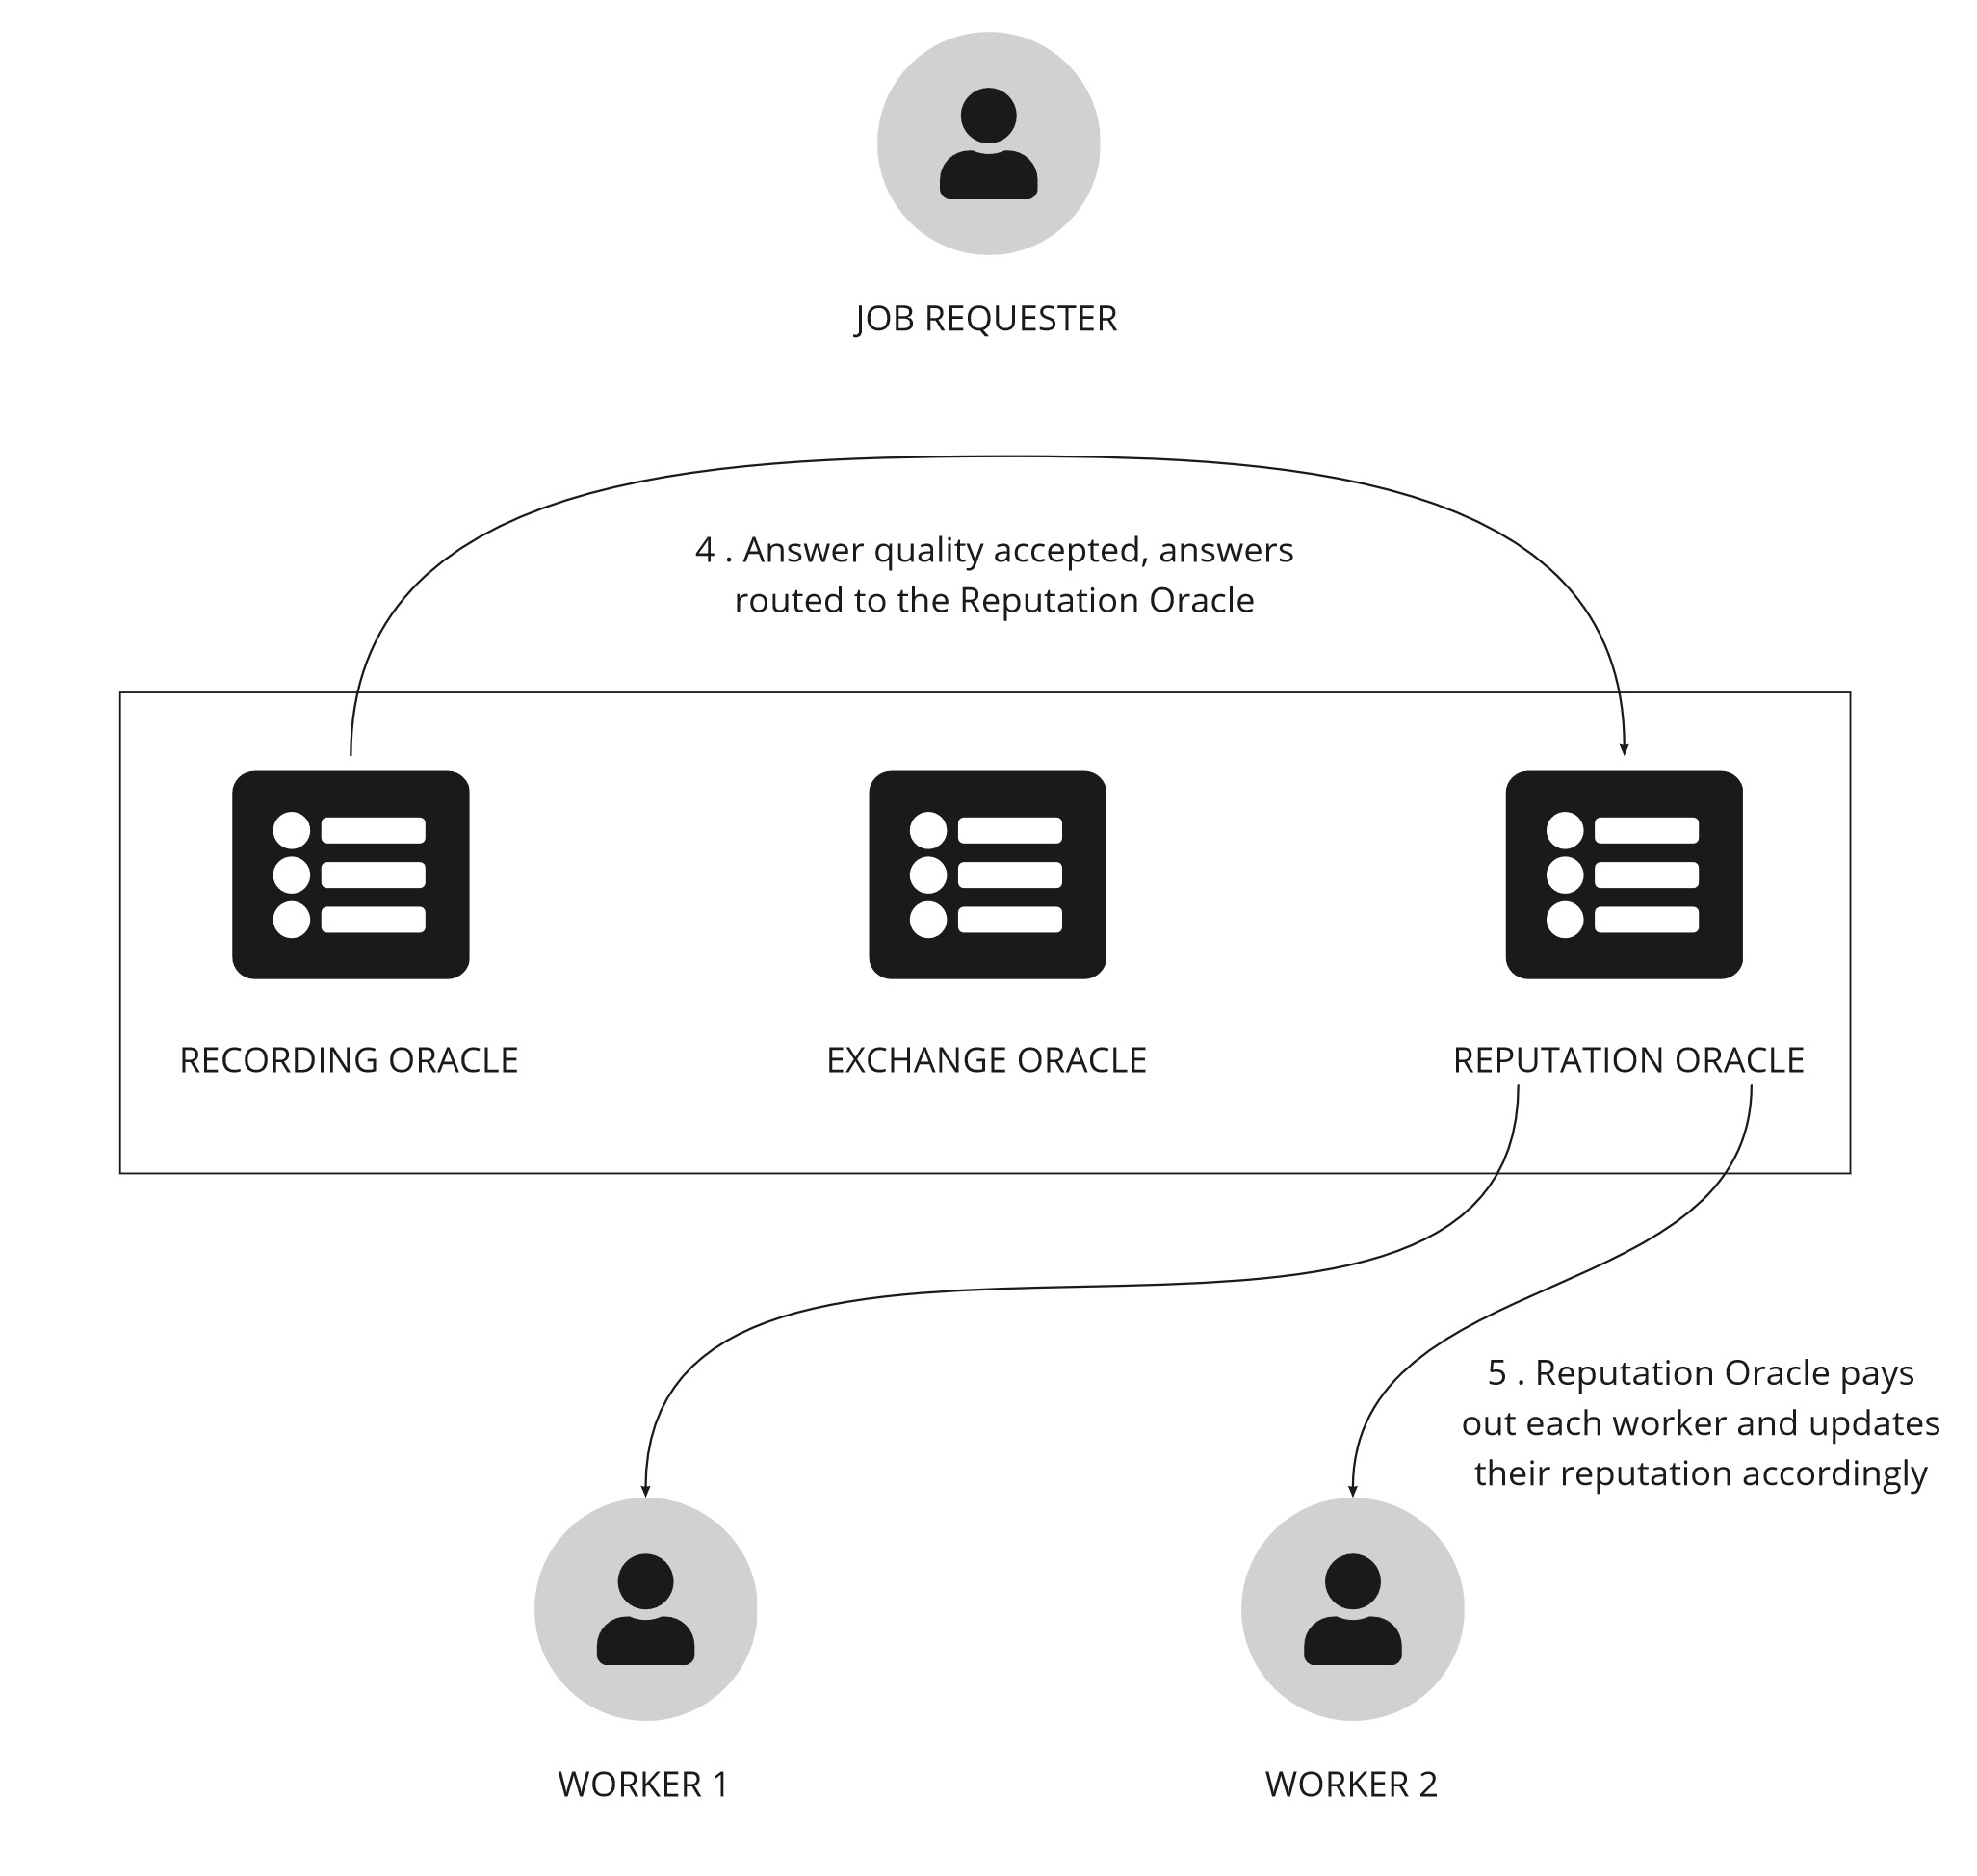 JOB REQUESTER
4 . Answer quality accepted, answers
routed to the Reputation Oracle
RECORDING ORACLE
EXCHANGE ORACLE
REPUTATION ORACLE
5 . Reputation Oracle pays
out each worker and updates
their reputation accordingly
WORKER 1
WORKER 2